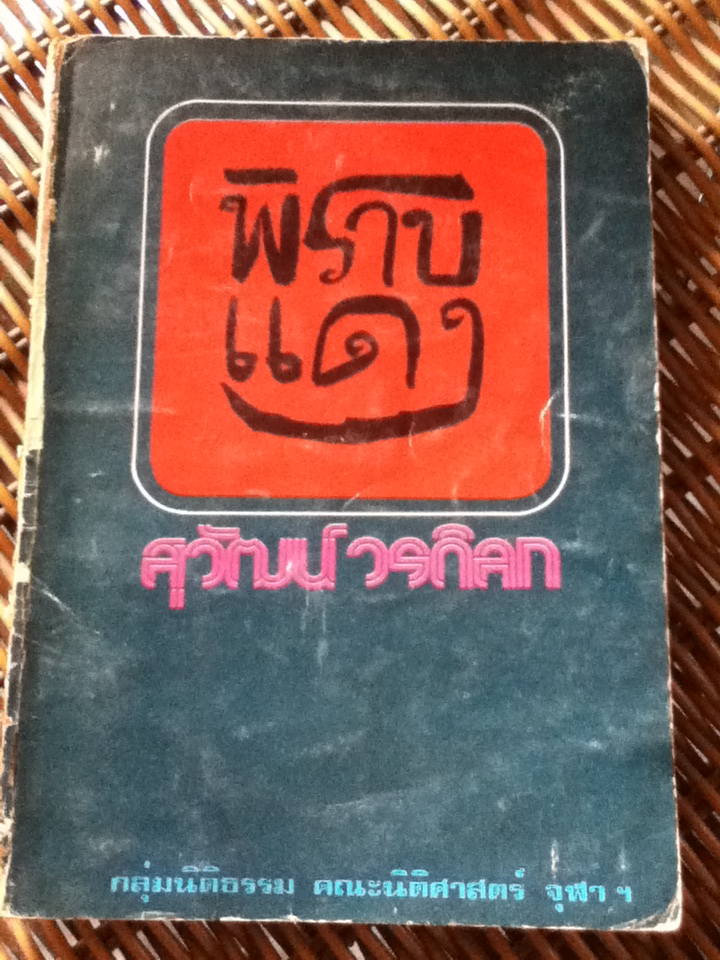 พิราบ
แดง
สุวัฒน์ วรดิลก
กลุ่มนิติธรรม คณะนิติศาสตร์ จุฬา ฯ